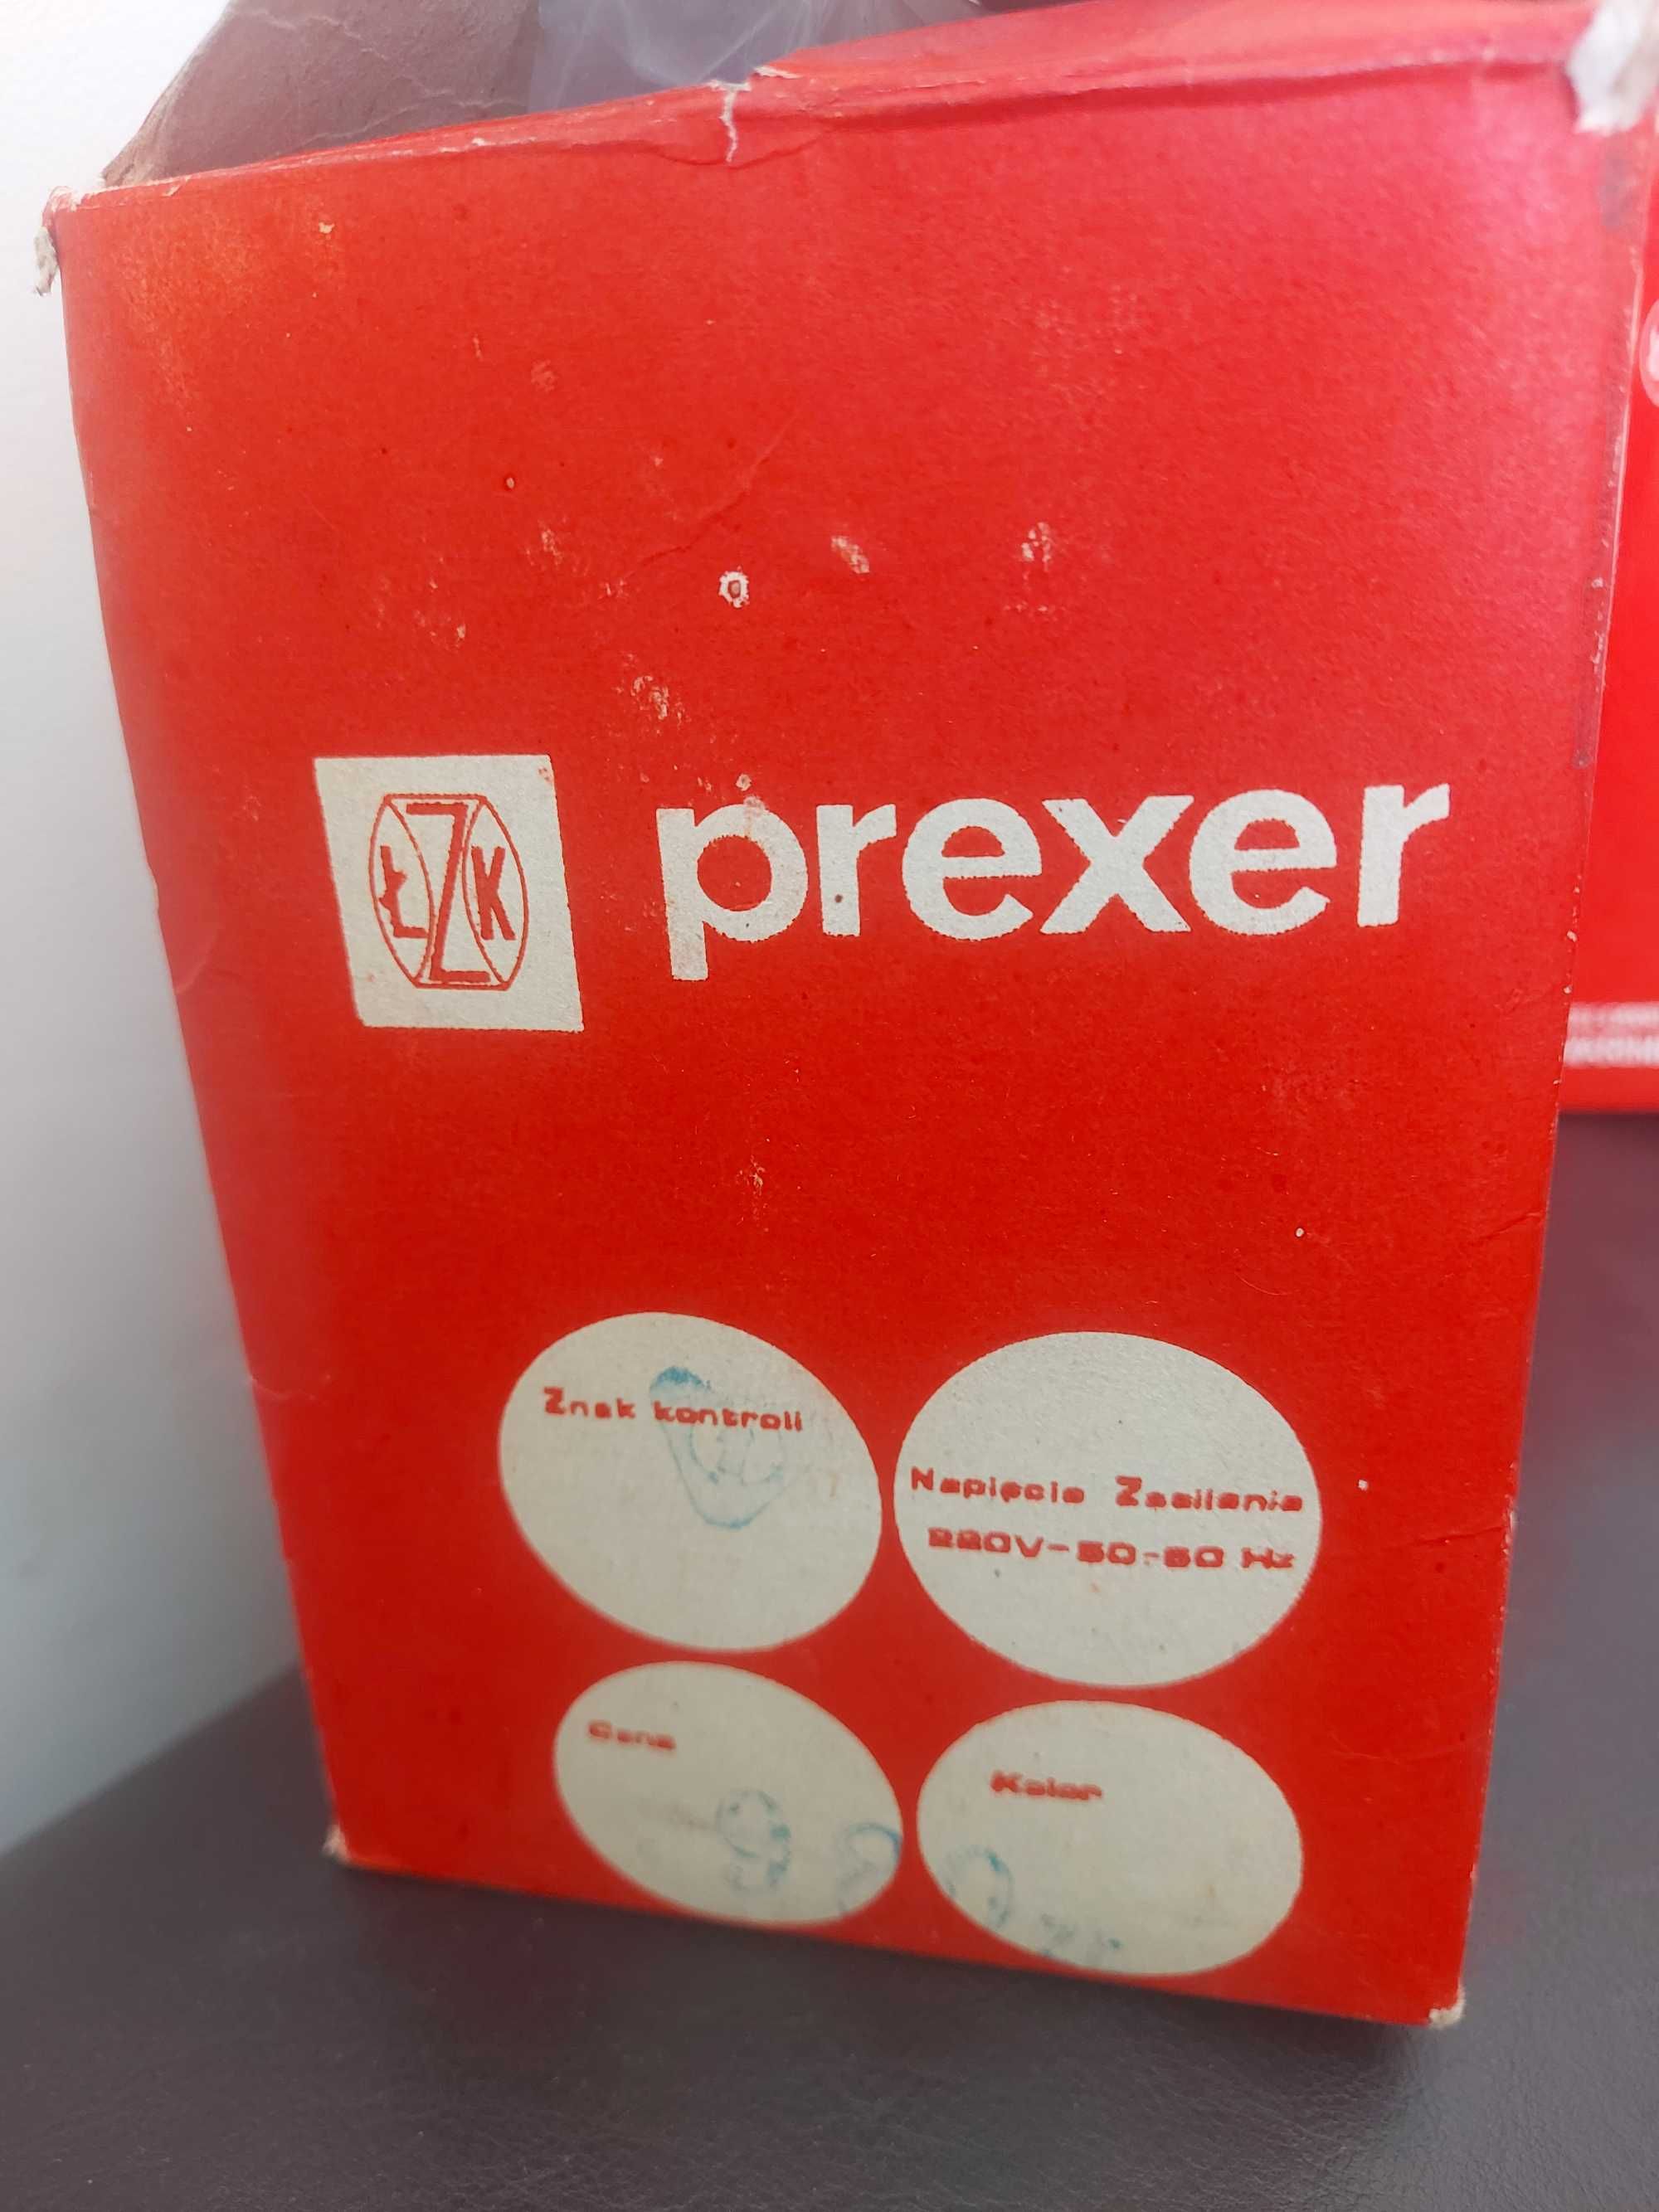 ŁZK
prexer
Znak kontroli
Napięcie Zasilania
220V-50-60 Hz
Cena
Kolor